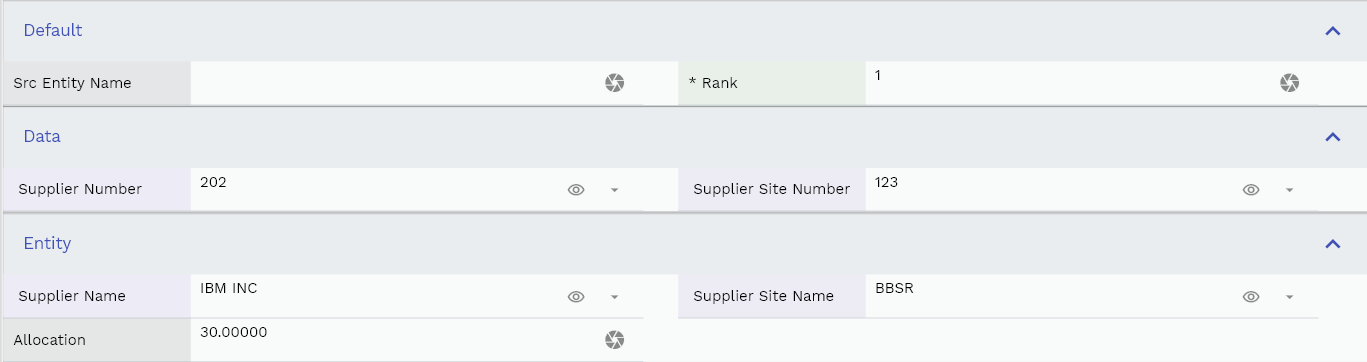 Default
Src Entity Name
* Rank 1
Data
Supplier Number 202
Supplier Site Number 123
Entity
Supplier Name IBM INC
Supplier Site Name BBSR
Allocation 30.00000